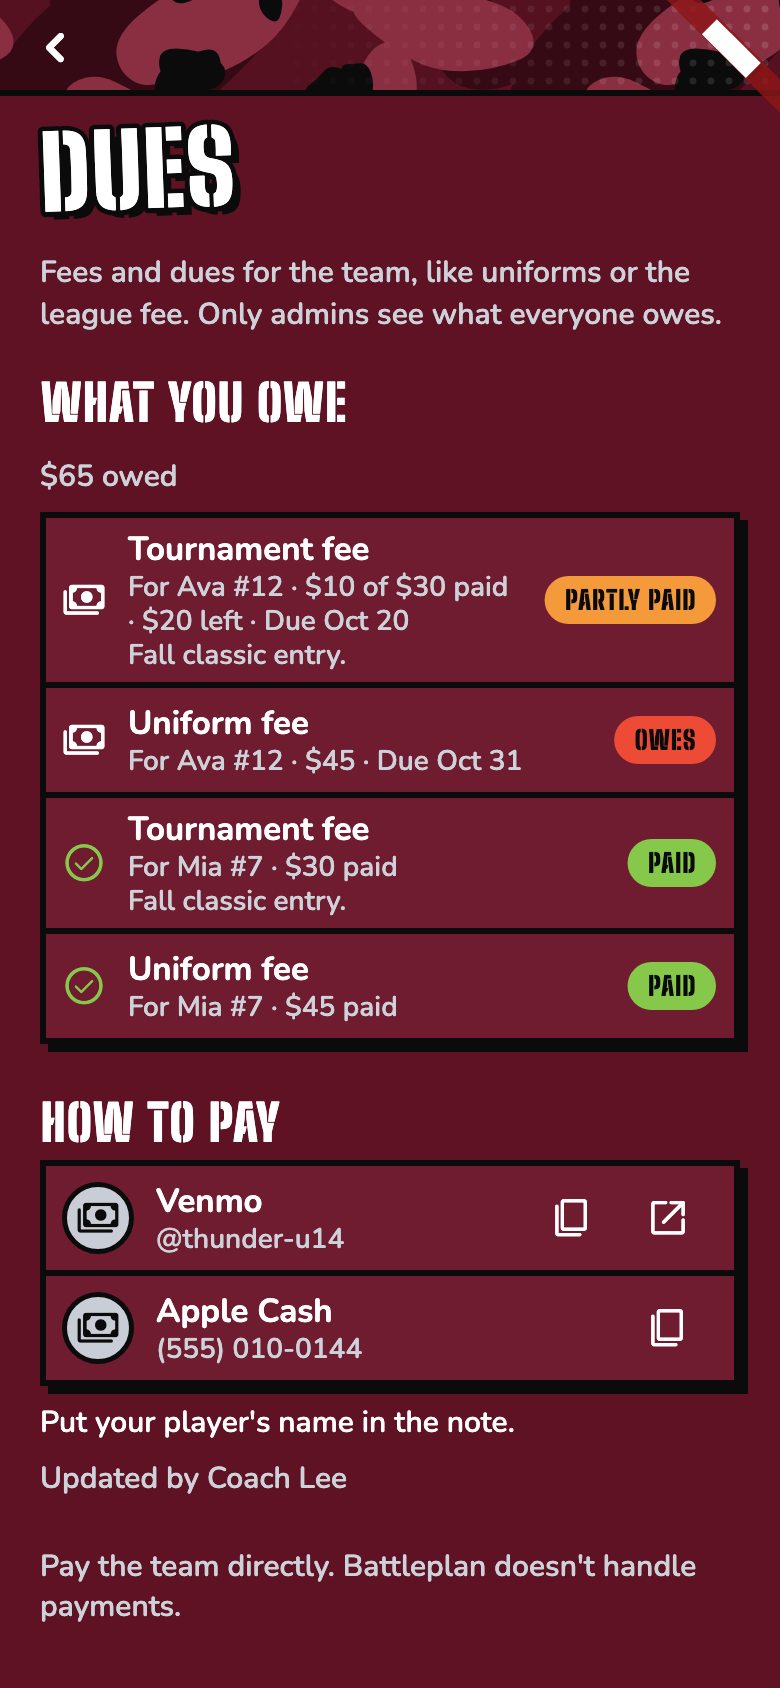 DUES
Fees and dues for the team, like uniforms or the
league fee. Only admins see what everyone owes.
WHAT YOU OWE
$65 owed
Tournament fee
For Ava #12 · $10 of $30 paid
· $20 left · Due Oct 20
Fall classic entry.
PARTLY PAID
Uniform fee
For Ava #12 · $45 · Due Oct 31
OWES
Tournament fee
For Mia #7 · $30 paid
Fall classic entry.
PAID
Uniform fee
For Mia #7 · $45 paid
PAID
HOW TO PAY
Venmo
@thunder-u14
Apple Cash
(555) 010-0144
Put your player's name in the note.
Updated by Coach Lee
Pay the team directly. Battleplan doesn't handle
payments.